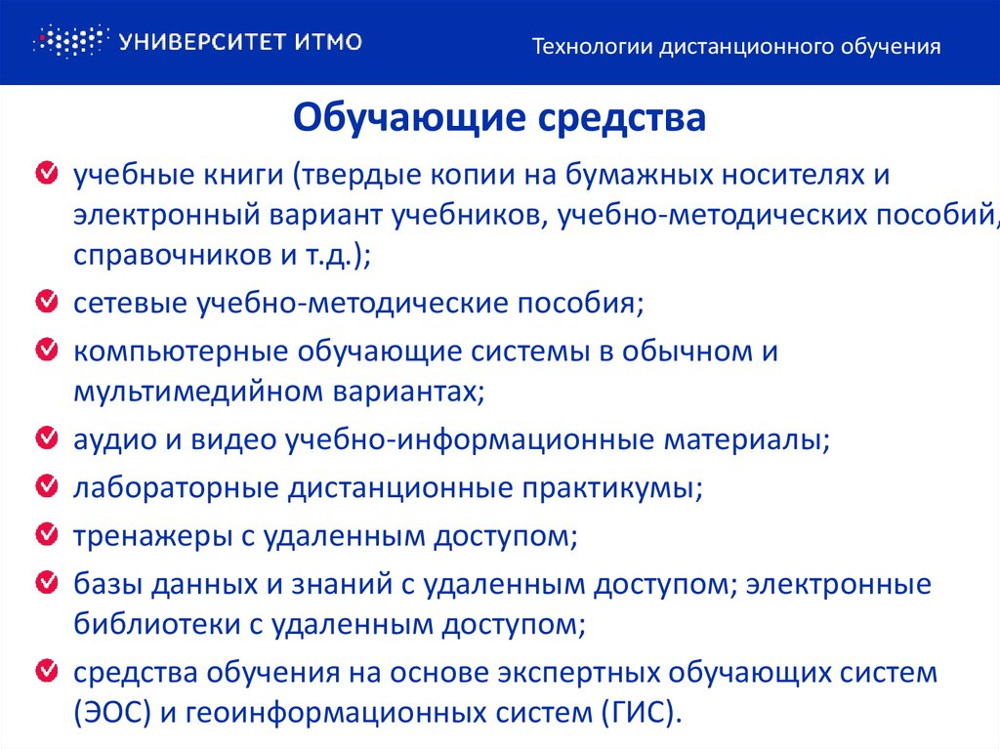 УНИВЕРСИТЕТ ИТМО
Технологии дистанционного обучения
Обучающие средства
учебные книги (твердые копии на бумажных носителях и
электронный вариант учебников, учебно-методических пособий,
справочников и т.д.);
сетевые учебно-методические пособия;
компьютерные обучающие системы в обычном и
мультимедийном вариантах;
аудио и видео учебно-информационные материалы;
лабораторные дистанционные практикумы;
тренажеры с удаленным доступом;
базы данных и знаний с удаленным доступом; электронные
библиотеки с удаленным доступом;
средства обучения на основе экспертных обучающих систем
(ЭОС) и геоинформационных систем (ГИС).